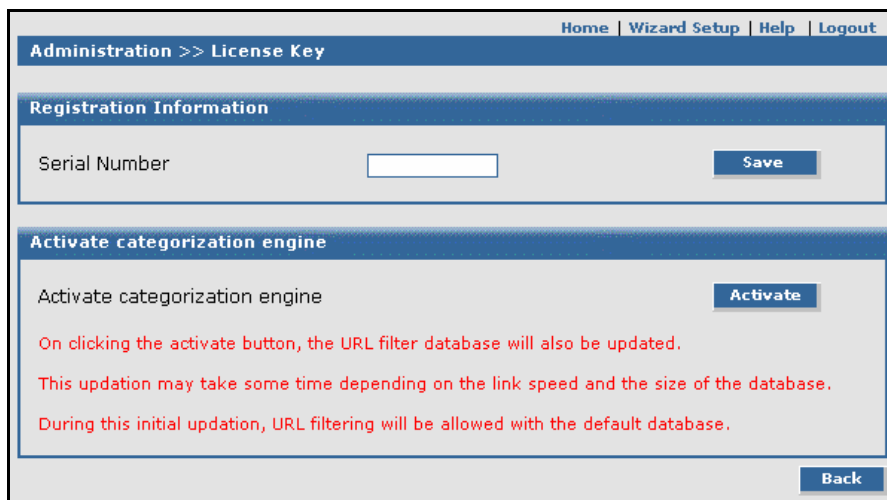 Home | Wizard Setup | Help | Logout
Administration >> License Key
Registration Information
Serial Number
Save
Activate categorization engine
Activate categorization engine
Activate
On clicking the activate button, the URL filter database will also be updated.
This updation may take some time depending on the link speed and the size of the database.
During this initial updation, URL filtering will be allowed with the default database.
Back